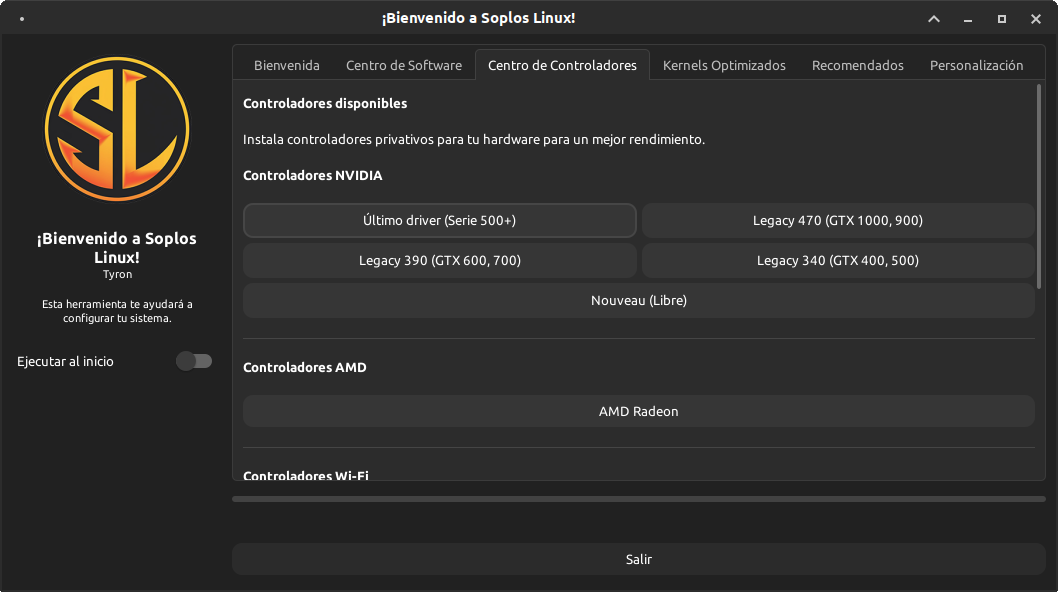 ¡Bienvenido a Soplos Linux!
SL
¡Bienvenido a Soplos
Linux!
Tyron
Esta herramienta te ayudará a
configurar tu sistema.
Ejecutar al inicio
Bienvenida
Centro de Software
Centro de Controladores
Kernels Optimizados
Recomendados
Personalización
Controladores disponibles
Instala controladores privativos para tu hardware para un mejor rendimiento.
Controladores NVIDIA
Último driver (Serie 500+)
Legacy 470 (GTX 1000, 900)
Legacy 390 (GTX 600, 700)
Legacy 340 (GTX 400, 500)
Nouveau (Libre)
Controladores AMD
AMD Radeon
Controladores Wi-Fi
Salir